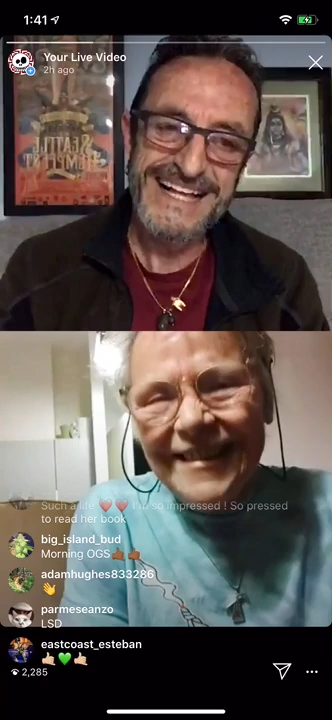 1:41
Your Live Video
2h ago
SEATTLE
HEMPFEST
Such a life ❤️❤️ I'm so impressed ! So pressed
to read her book
big_island_bud
Morning OGS🤙🏾🤙🏾
adamhughes833286
👋
parmeseanzo
LSD
eastcoast_esteban
🤙🏼💚🤙🏼
2,285